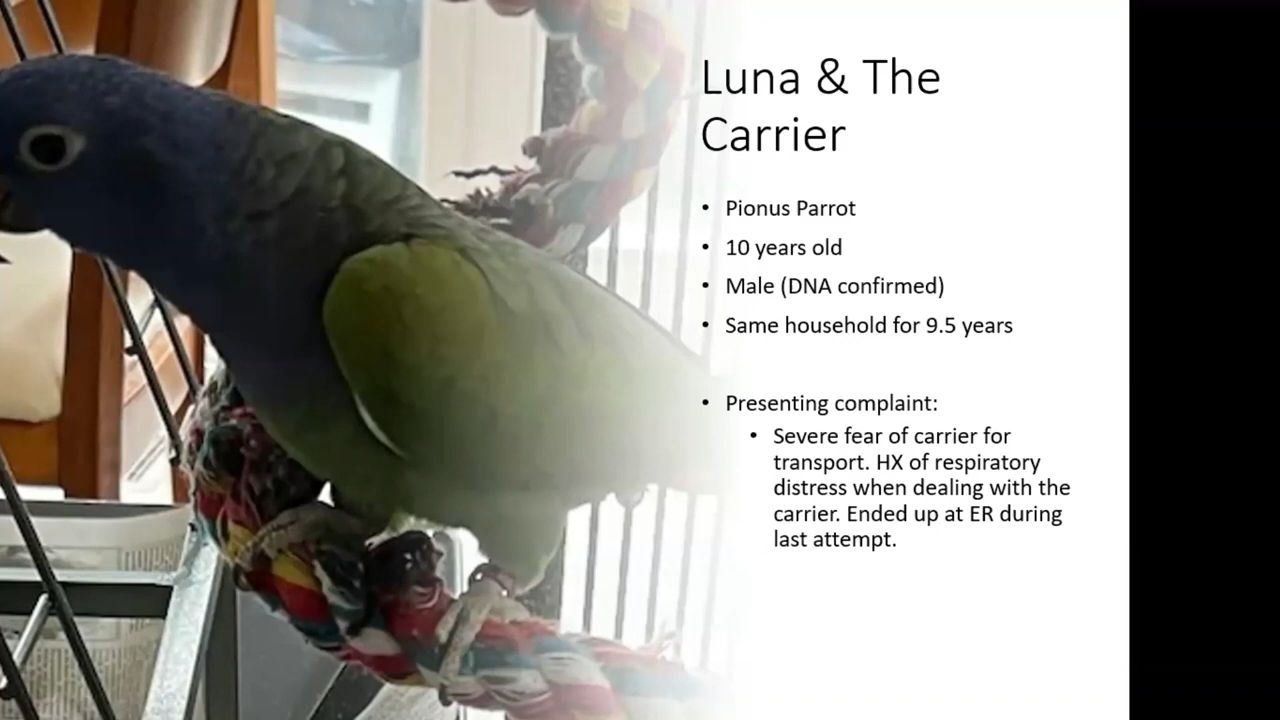 Luna & The
Carrier
• Pionus Parrot
• 10 years old
• Male (DNA confirmed)
• Same household for 9.5 years
• Presenting complaint:
• Severe fear of carrier for
transport. HX of respiratory
distress when dealing with the
carrier. Ended up at ER during
last attempt.